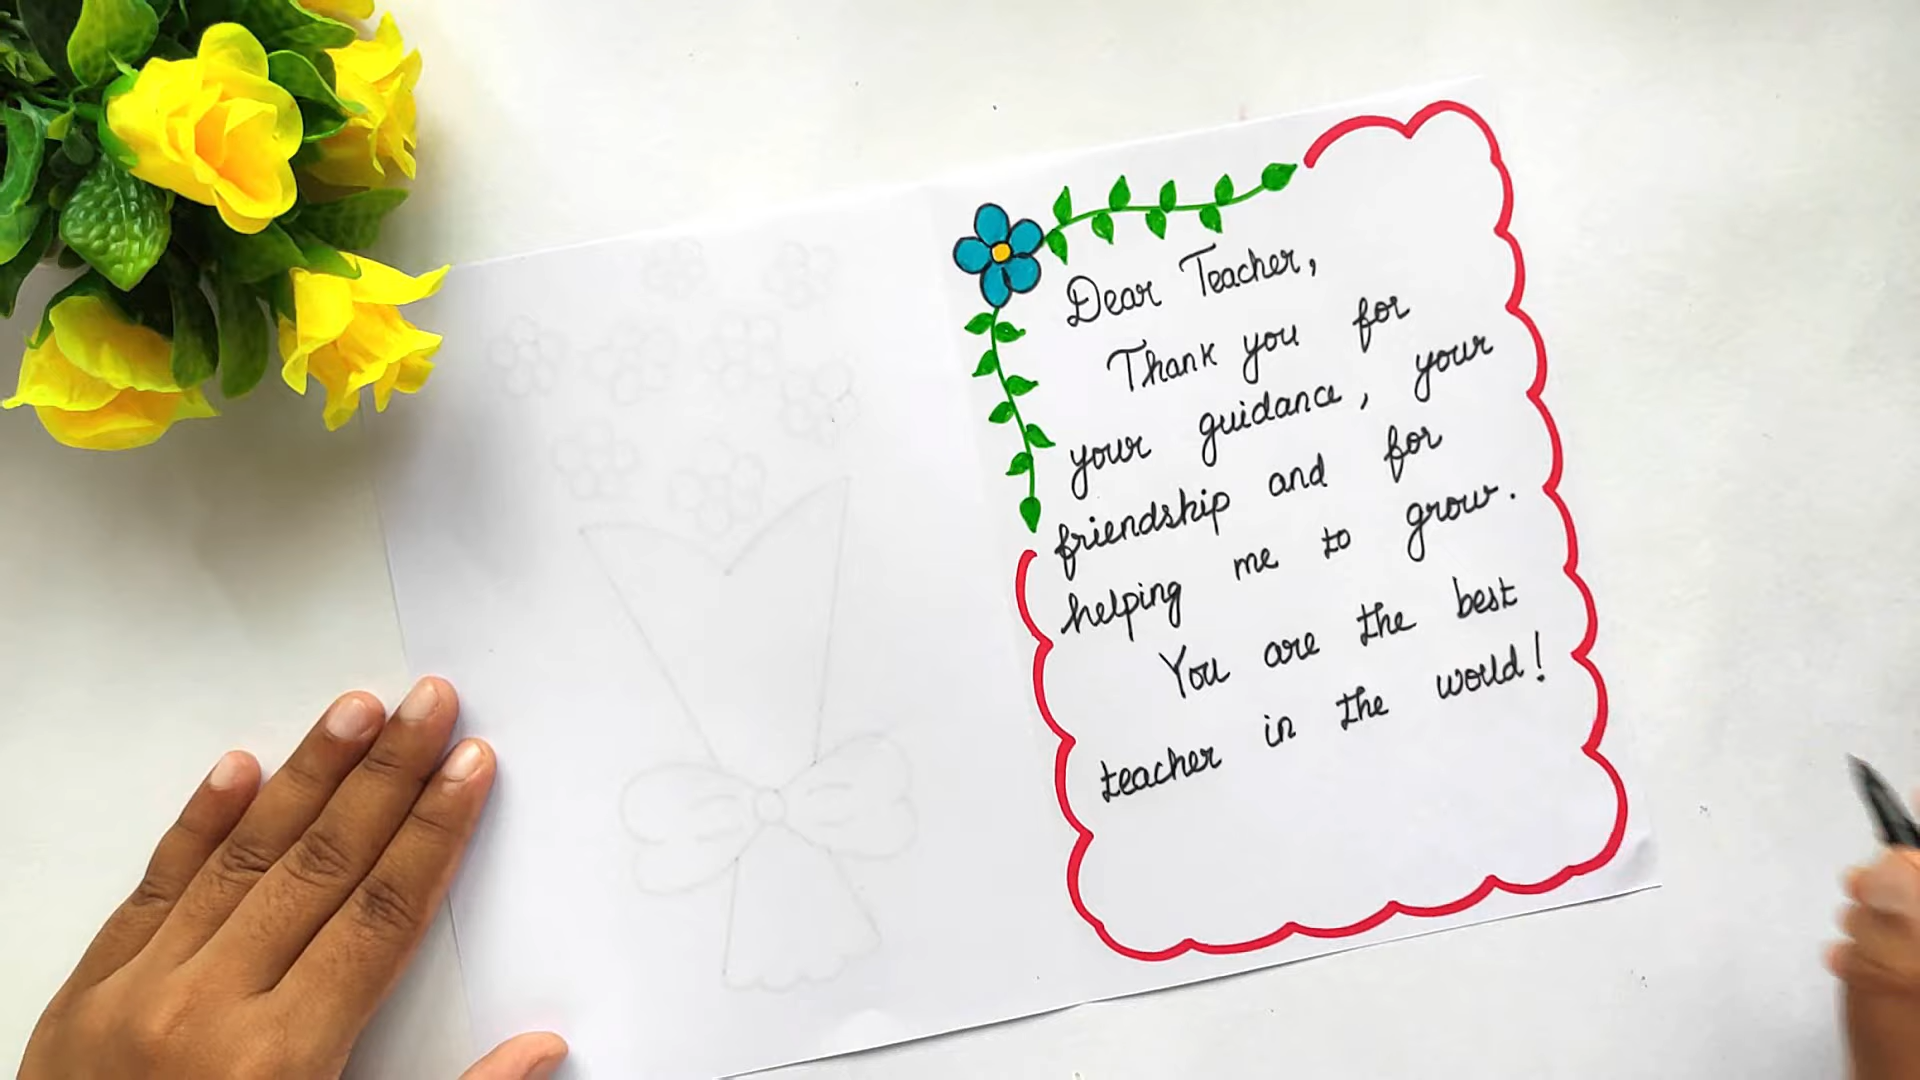 Dear Teacher,
Thank you for
your guidance, your
friendship and for
helping me to grow.
You are the best
teacher in the world!